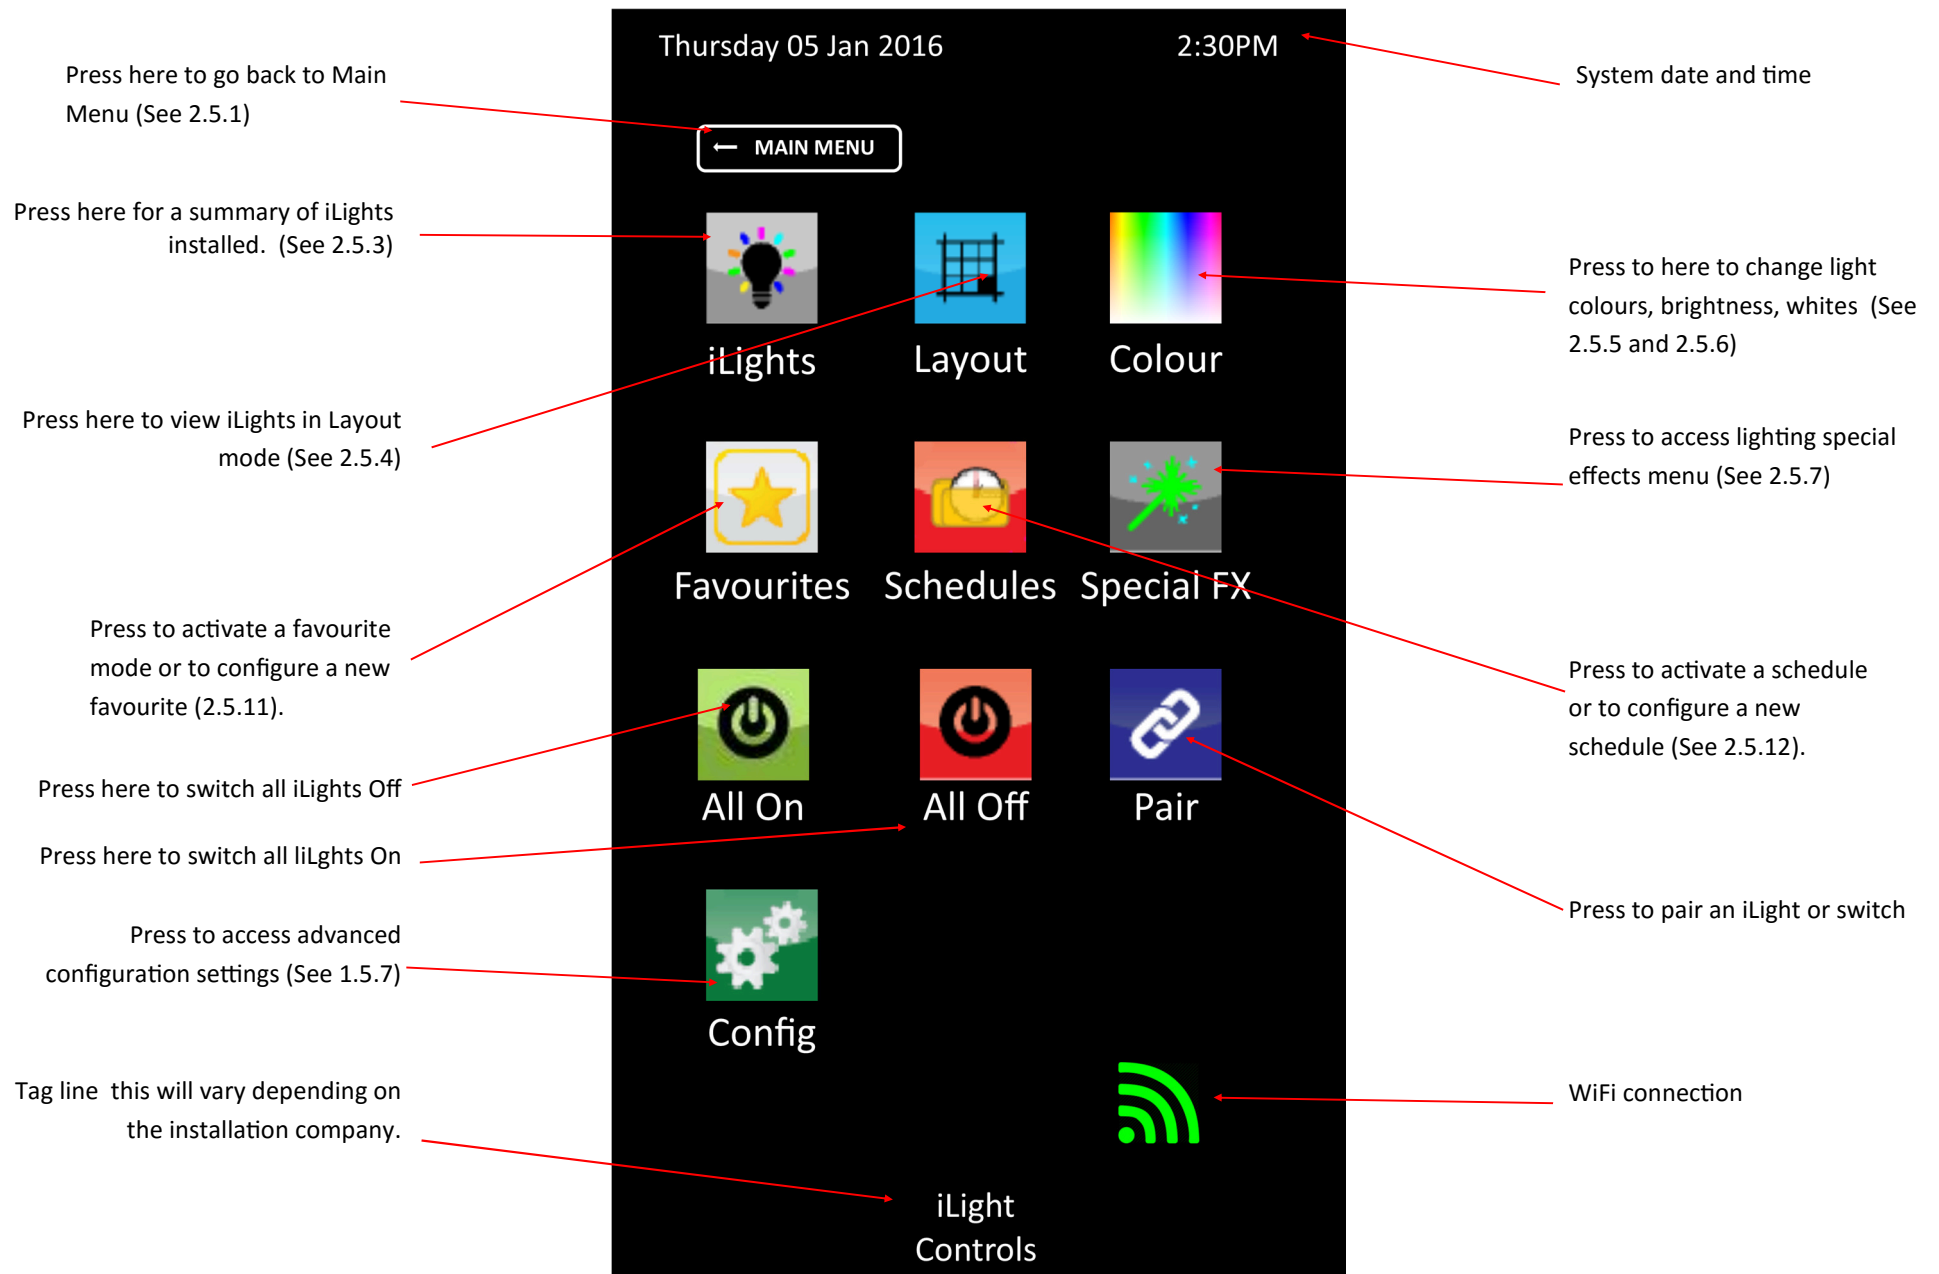 Thursday 05 Jan 2016
2:30PM
Press here to go back to Main
Menu (See 2.5.1)
System date and time
← MAIN MENU
Press here for a summary of iLights
installed.  (See 2.5.3)
Press to here to change light
colours, brightness, whites  (See
2.5.5 and 2.5.6)
iLights
Layout
Colour
Press here to view iLights in Layout
mode (See 2.5.4)
Press to access lighting special
effects menu (See 2.5.7)
Favourites
Schedules
Special FX
Press to activate a favourite
mode or to configure a new
favourite (2.5.11).
Press to activate a schedule
or to configure a new
schedule (See 2.5.12).
Press here to switch all iLights Off
All On
All Off
Pair
Press here to switch all liLghts On
Press to pair an iLight or switch
Press to access advanced
configuration settings (See 1.5.7)
Config
Tag line  this will vary depending on
the installation company.
WiFi connection
iLight
Controls